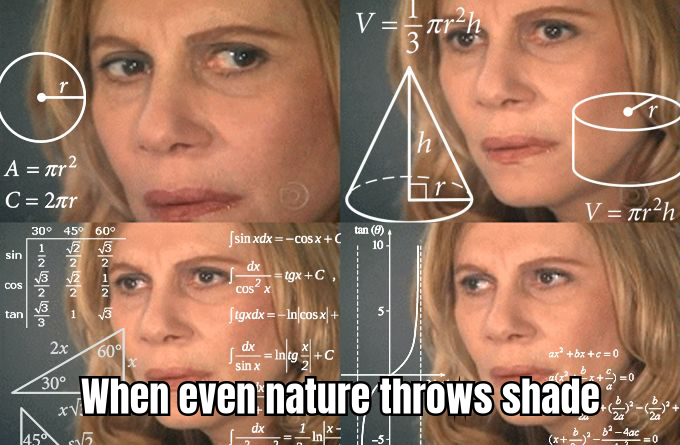 r
A = πr²
C = 2πr
V = 1/3 πr²h
h
r
r
V = πr²h
30° 45° 60°
sin 1/2 √2/2 √3/2
cos √3/2 √2/2 1/2
tan √3/3 1 √3
2x 60° x
30°
x√
45°
∫sin xdx = −cos x + C
∫dx/cos² x = tgx + C ,
∫tgxdx = −ln|cos x| +
∫dx/sin x = ln|tg x/2| + C
tan (θ)
10
5
−5
ax² + bx + c = 0
When even nature throws shade